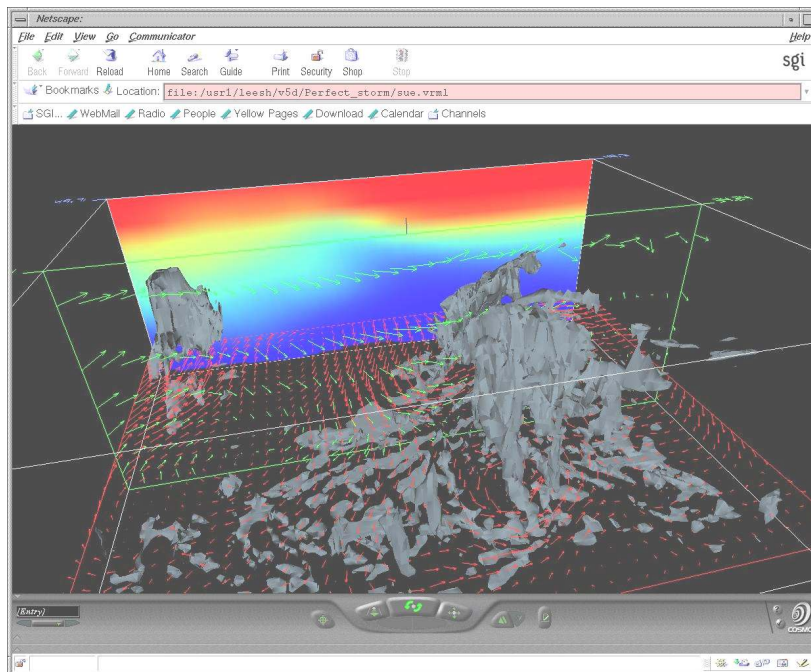 Netscape:
File Edit View Go Communicator Help
Back Forward Reload Home Search Guide Print Security Shop Stop sgi
Bookmarks Location: file:/usr1/leesh/v5d/Perfect_storm/sue.vrml
SGI... WebMail Radio People Yellow Pages Download Calendar Channels
(Entry)
COSMO